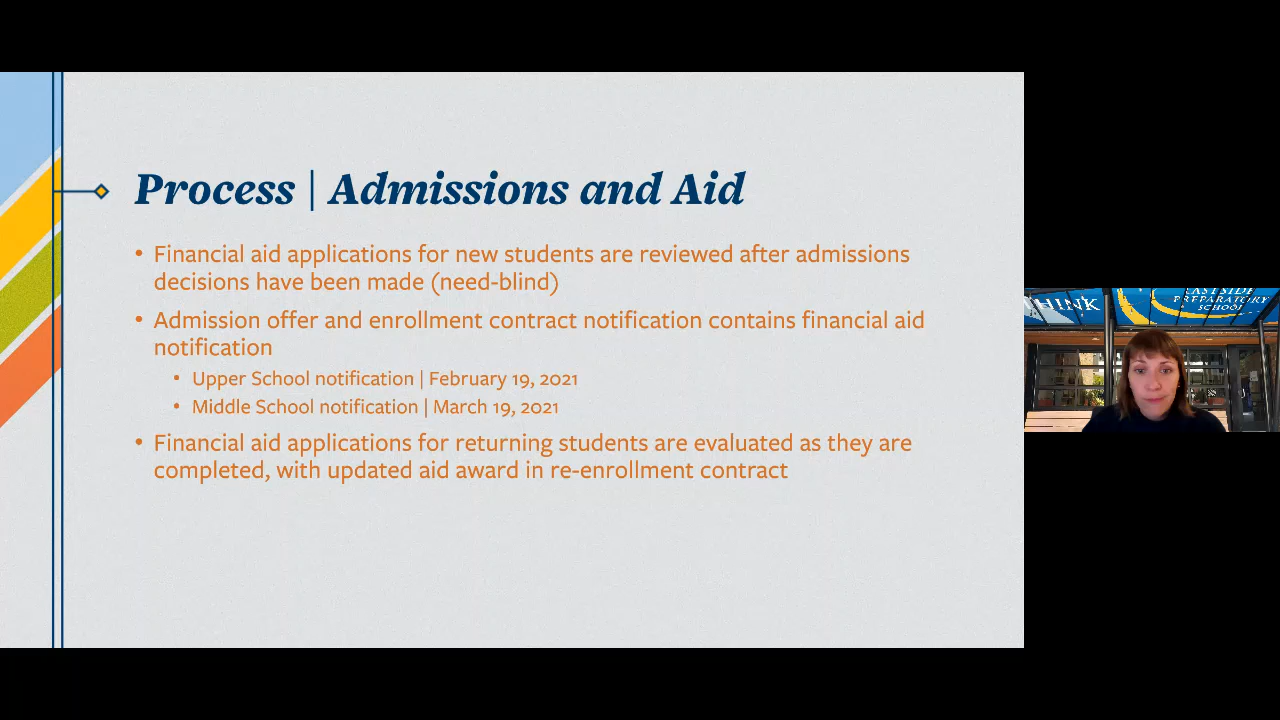 Process | Admissions and Aid
• Financial aid applications for new students are reviewed after admissions
decisions have been made (need-blind)
• Admission offer and enrollment contract notification contains financial aid
notification
• Upper School notification | February 19, 2021
• Middle School notification | March 19, 2021
• Financial aid applications for returning students are evaluated as they are
completed, with updated aid award in re-enrollment contract
THINK
EASTSIDE
PREPARATORY
SCHOOL